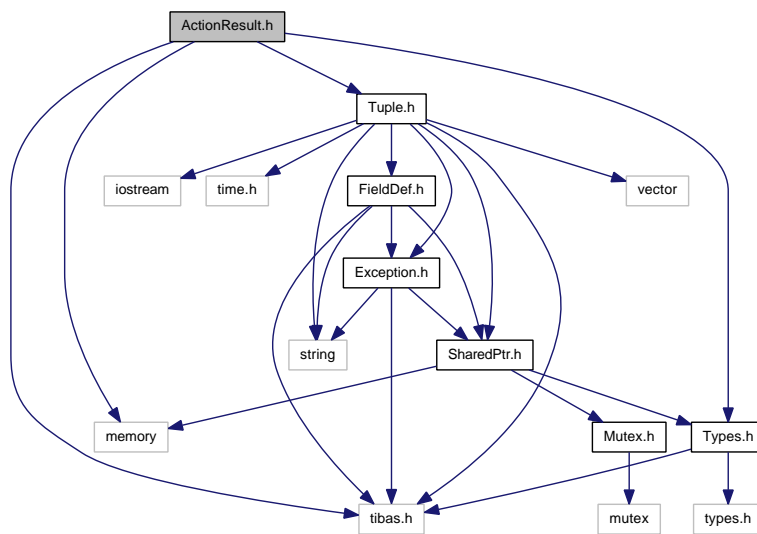 ActionResult.h
Tuple.h
iostream
time.h
FieldDef.h
vector
Exception.h
string
SharedPtr.h
memory
Mutex.h
Types.h
tibas.h
mutex
types.h